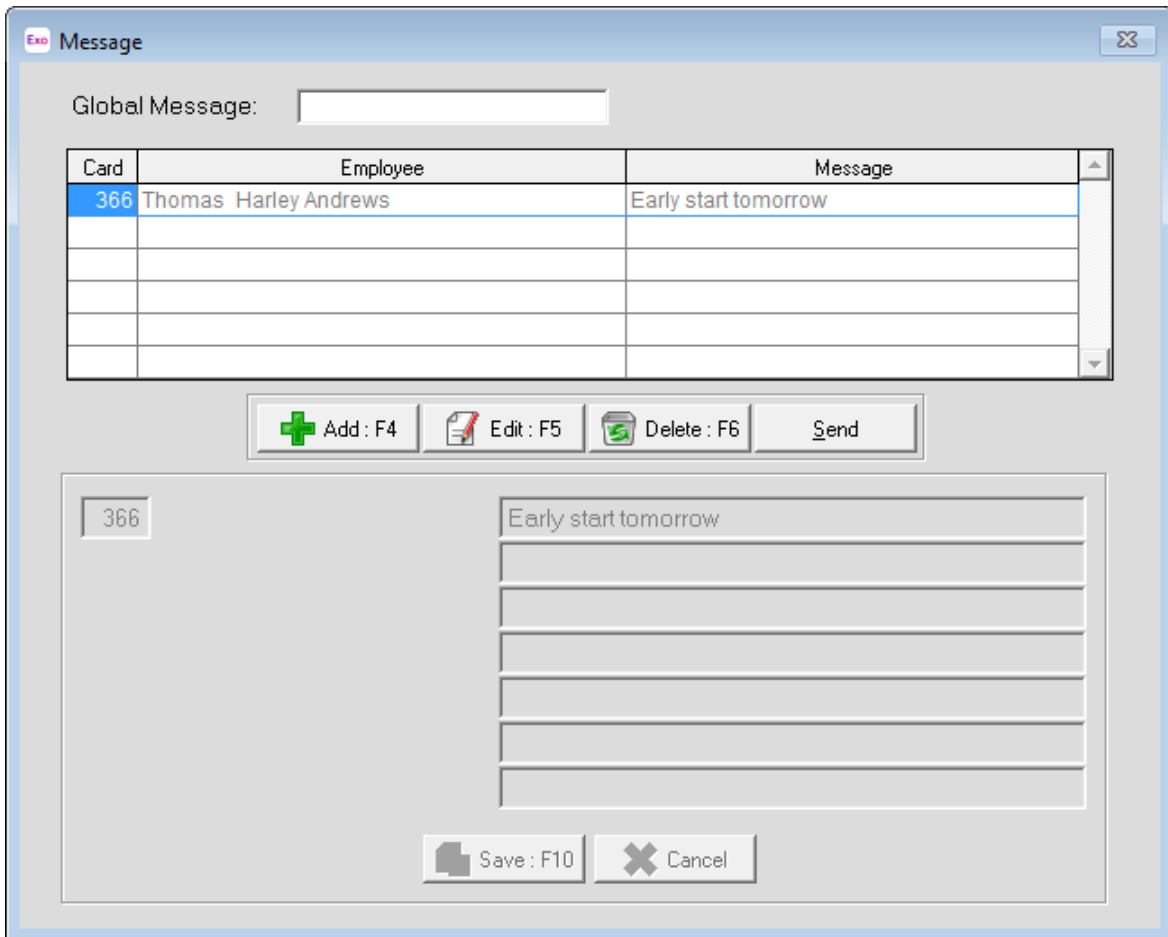 Exo Message
Global Message:
Card Employee Message
366 Thomas Harley Andrews Early start tomorrow
Add : F4 Edit : F5 Delete : F6 Send
366 Early start tomorrow
Save : F10 Cancel